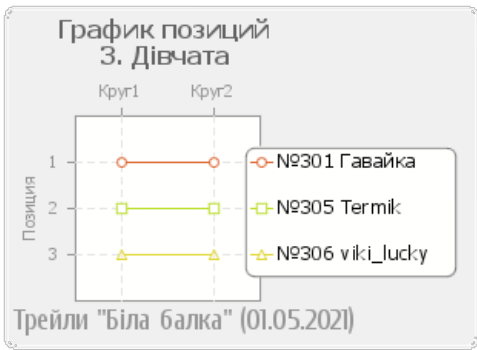 График позиций
3. Дівчата
Круг1 Круг2
Позиция
1
2
3
№301 Гавайка
№305 Termik
№306 viki_lucky
Трейли "Біла балка" (01.05.2021)